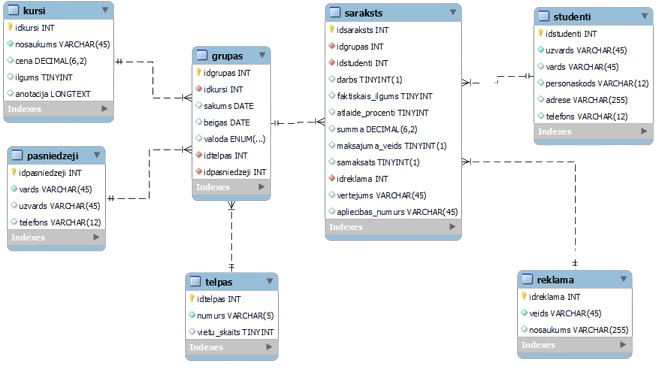 kursi
idkursi INT
nosaukums VARCHAR(45)
cena DECIMAL(6,2)
ilgums TINYINT
anotacija LONGTEXT
Indexes
pasniedzeji
idpasniedzeji INT
vards VARCHAR(45)
uzvards VARCHAR(45)
telefons VARCHAR(12)
Indexes
grupas
idgrupas INT
idkursi INT
sakums DATE
beigas DATE
valoda ENUM(...)
idtelpas INT
idpasniedzeji INT
Indexes
telpas
idtelpas INT
numurs VARCHAR(5)
vietu_skaits TINYINT
Indexes
saraksts
idsaraksts INT
idgrupas INT
idstudenti INT
darbs TINYINT(1)
faktiskais_ilgums TINYINT
atlaide_procenti TINYINT
summa DECIMAL(6,2)
maksajuma_veids TINYINT(1)
samaksats TINYINT(1)
idreklama INT
vertejums VARCHAR(45)
apliecibas_numurs VARCHAR(45)
Indexes
studenti
idstudenti INT
uzvards VARCHAR(45)
vards VARCHAR(45)
personaskods VARCHAR(12)
adrese VARCHAR(255)
telefons VARCHAR(12)
Indexes
reklama
idreklama INT
veids VARCHAR(45)
nosaukums VARCHAR(255)
Indexes